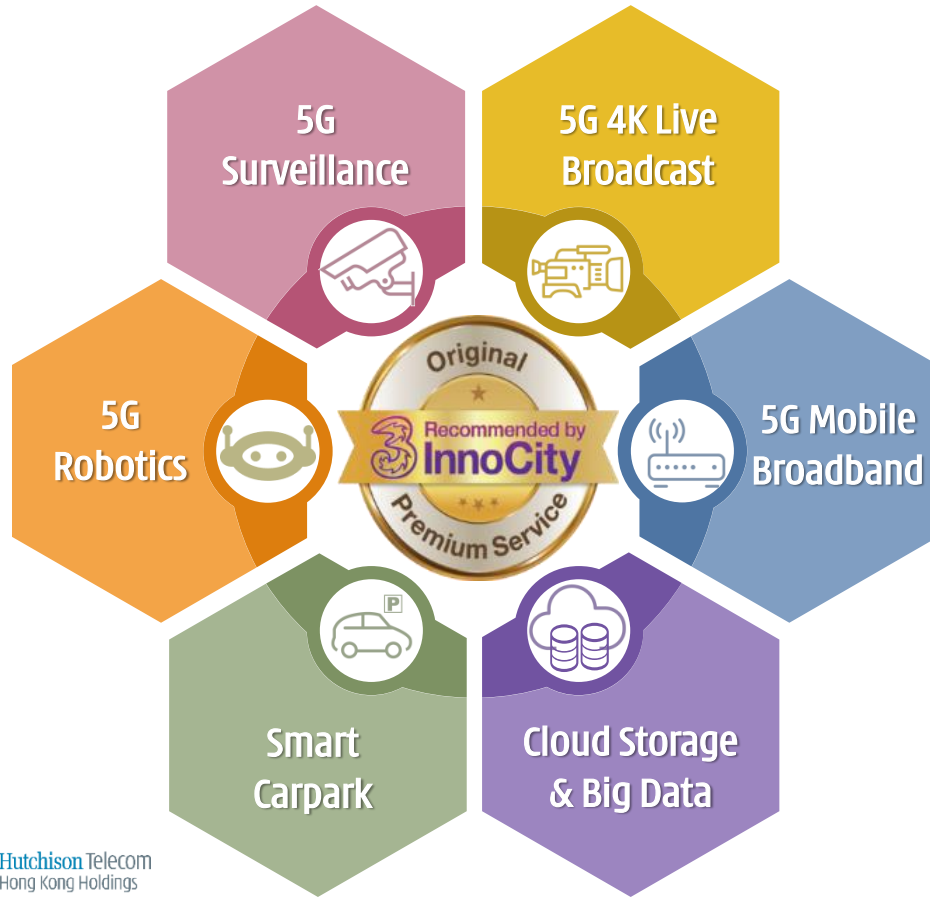 5G
Surveillance
5G 4K Live
Broadcast
Original
3
Recommended by
InnoCity
Premium Service
5G
Robotics
5G Mobile
Broadband
P
Smart
Carpark
Cloud Storage
& Big Data
Hutchison Telecom
Hong Kong Holdings